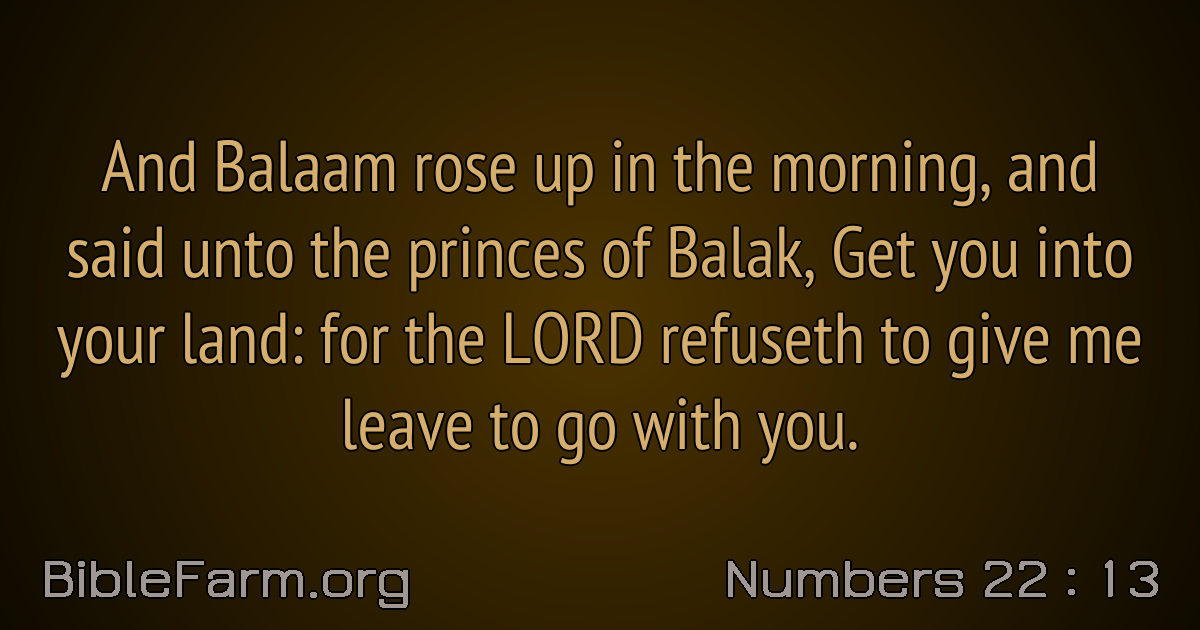 And Balaam rose up in the morning, and
said unto the princes of Balak, Get you into
your land: for the LORD refuseth to give me
leave to go with you.
BibleFarm.org
Numbers 22 : 13